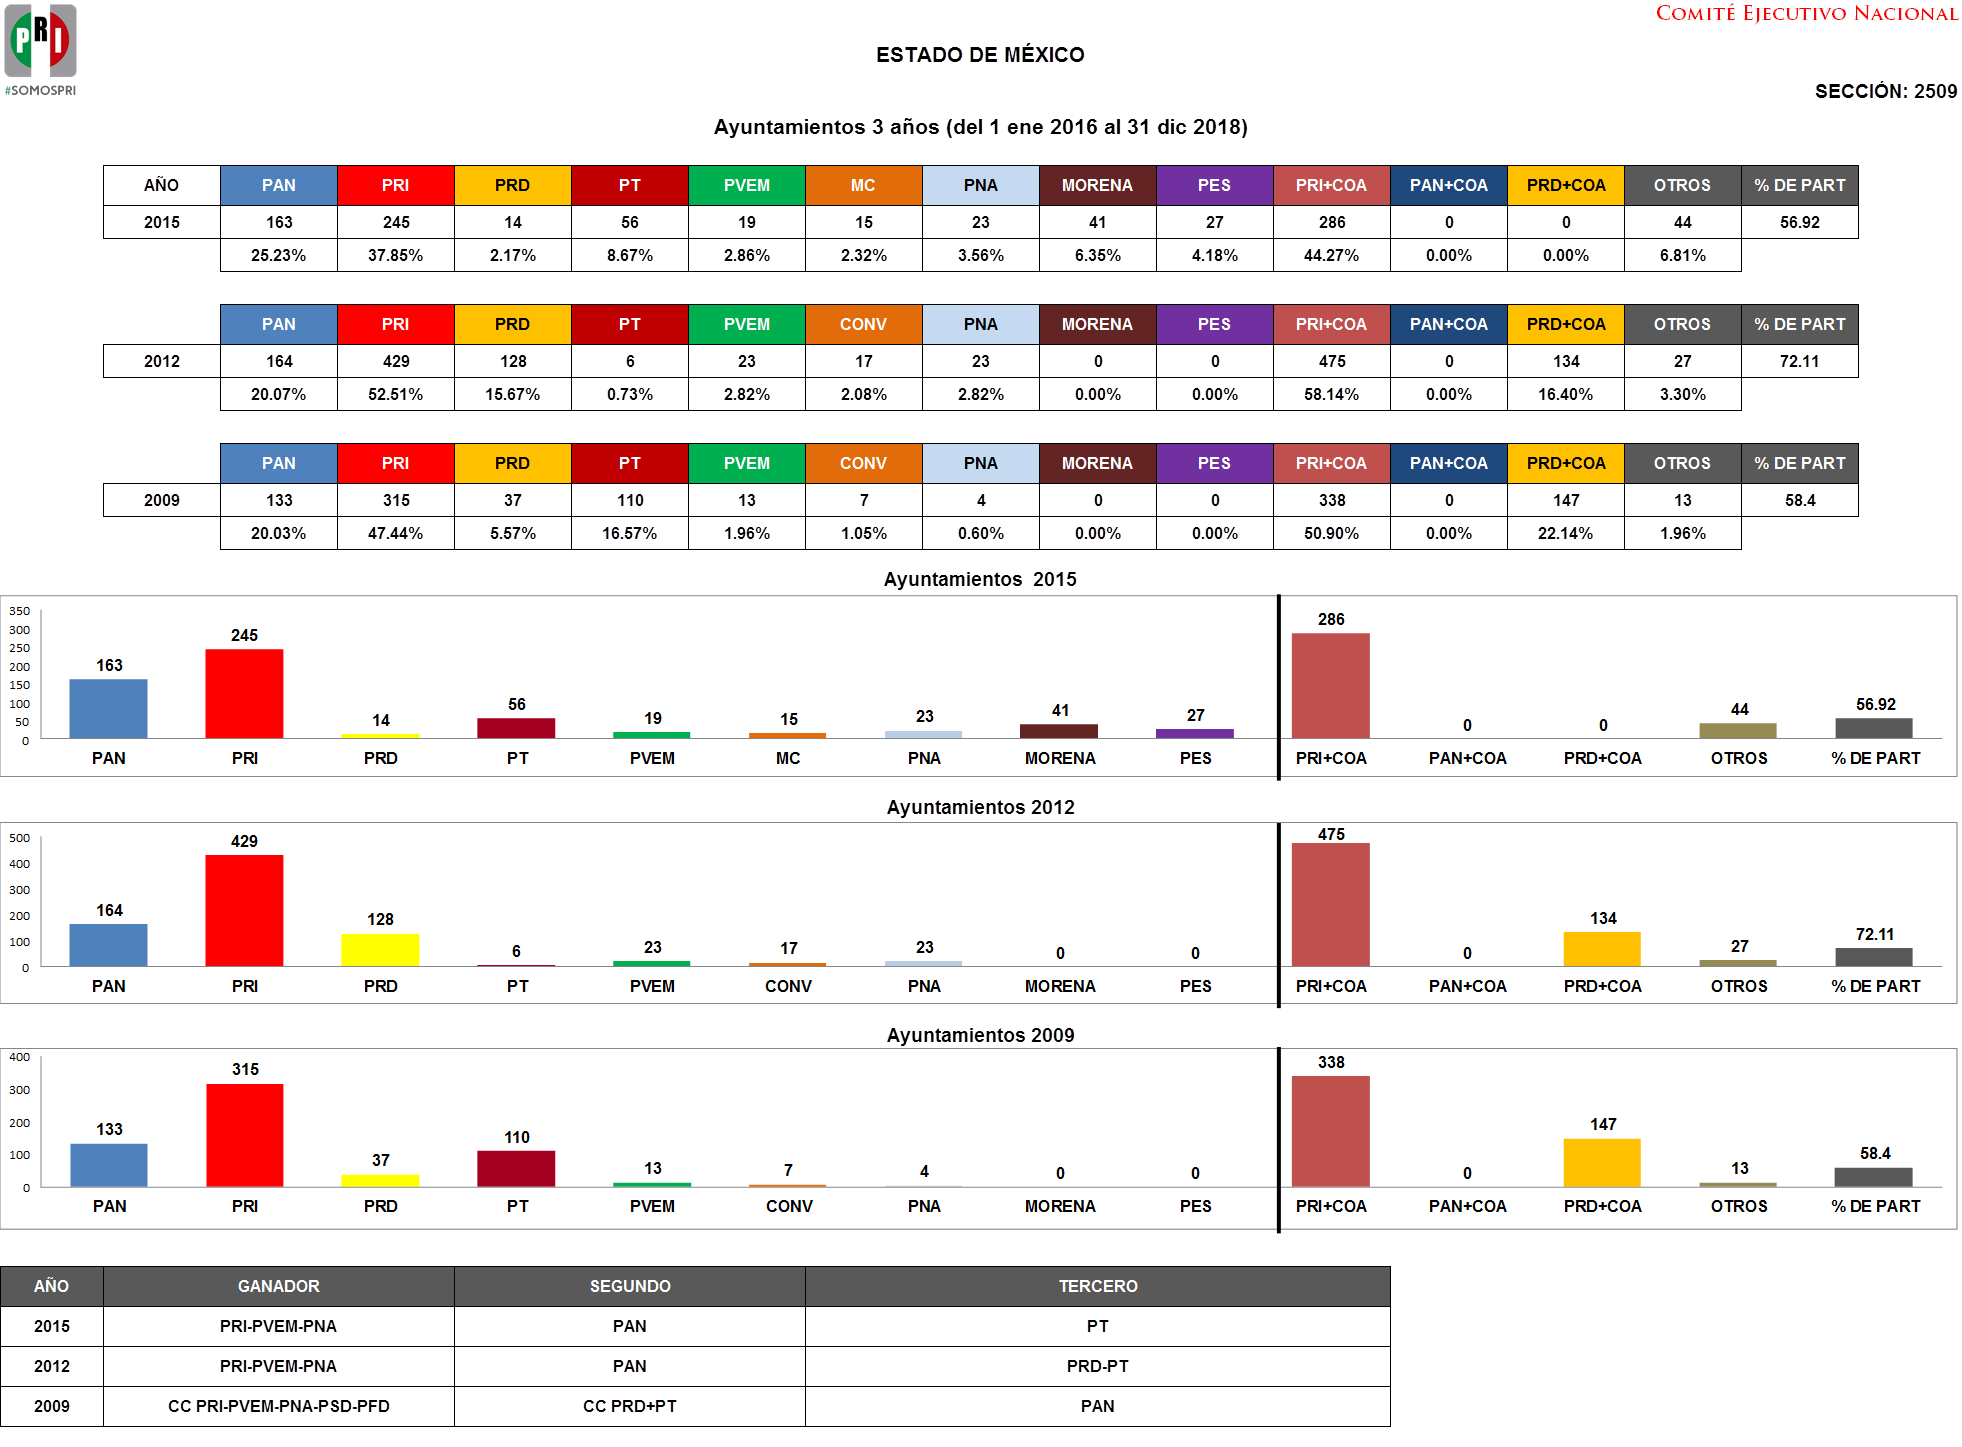 PRI
#SOMOSPRI
COMITÉ EJECUTIVO NACIONAL
ESTADO DE MÉXICO
SECCIÓN: 2509
Ayuntamientos 3 años (del 1 ene 2016 al 31 dic 2018)
AÑO PAN PRI PRD PT PVEM MC PNA MORENA PES PRI+COA PAN+COA PRD+COA OTROS % DE PART
2015 163 245 14 56 19 15 23 41 27 286 0 0 44 56.92
25.23% 37.85% 2.17% 8.67% 2.86% 2.32% 3.56% 6.35% 4.18% 44.27% 0.00% 0.00% 6.81%
PAN PRI PRD PT PVEM CONV PNA MORENA PES PRI+COA PAN+COA PRD+COA OTROS % DE PART
2012 164 429 128 6 23 17 23 0 0 475 0 134 27 72.11
20.07% 52.51% 15.67% 0.73% 2.82% 2.08% 2.82% 0.00% 0.00% 58.14% 0.00% 16.40% 3.30%
PAN PRI PRD PT PVEM CONV PNA MORENA PES PRI+COA PAN+COA PRD+COA OTROS % DE PART
2009 133 315 37 110 13 7 4 0 0 338 0 147 13 58.4
20.03% 47.44% 5.57% 16.57% 1.96% 1.05% 0.60% 0.00% 0.00% 50.90% 0.00% 22.14% 1.96%
Ayuntamientos 2015
350
300
250
200
150
100
50
0
163 245 14 56 19 15 23 41 27 286 0 0 44 56.92
PAN PRI PRD PT PVEM MC PNA MORENA PES PRI+COA PAN+COA PRD+COA OTROS % DE PART
Ayuntamientos 2012
500
400
300
200
100
0
164 429 128 6 23 17 23 0 0 475 0 134 27 72.11
PAN PRI PRD PT PVEM CONV PNA MORENA PES PRI+COA PAN+COA PRD+COA OTROS % DE PART
Ayuntamientos 2009
400
300
200
100
0
133 315 37 110 13 7 4 0 0 338 0 147 13 58.4
PAN PRI PRD PT PVEM CONV PNA MORENA PES PRI+COA PAN+COA PRD+COA OTROS % DE PART
AÑO GANADOR SEGUNDO TERCERO
2015 PRI-PVEM-PNA PAN PT
2012 PRI-PVEM-PNA PAN PRD-PT
2009 CC PRI-PVEM-PNA-PSD-PFD CC PRD+PT PAN